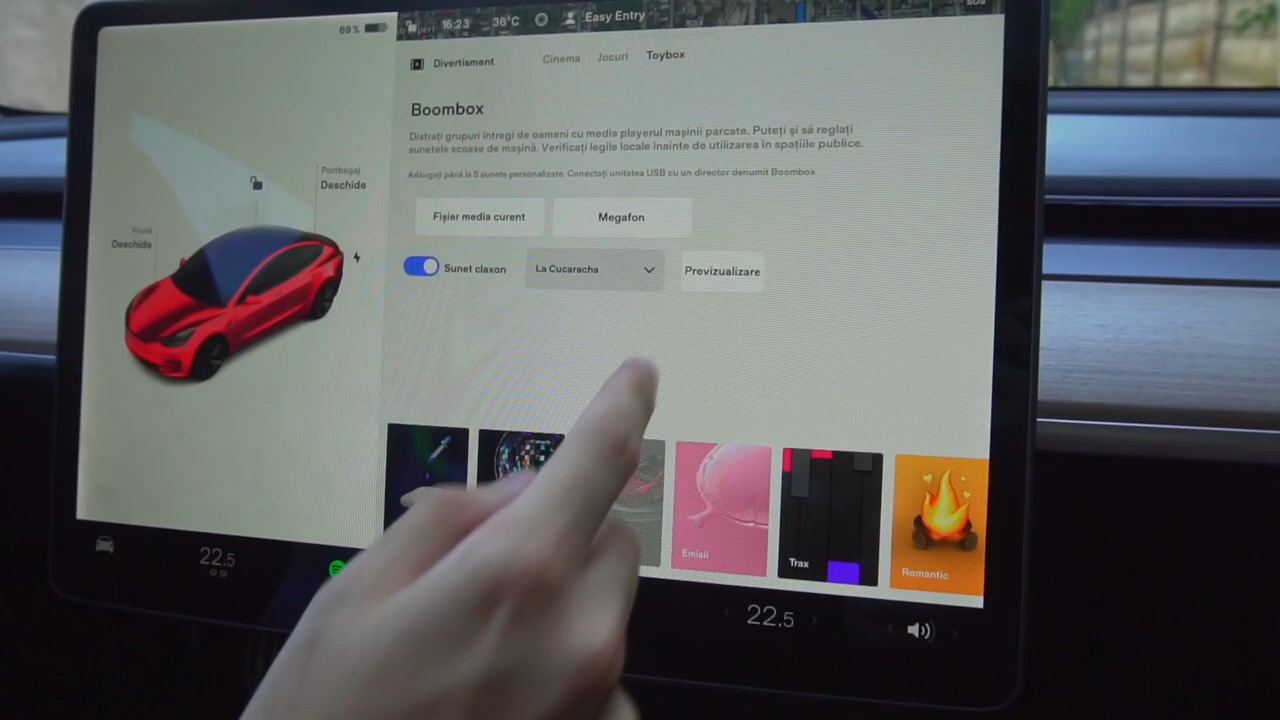 69 %
16:23
36°C
Easy Entry
SOS
Divertisment
Cinema
Jocuri
Toybox
Boombox
Distrați grupuri întregi de oameni cu media playerul mașinii parcate. Puteți și să reglați
sunetele scoase de mașină. Verificați legile locale înainte de utilizarea în spațiile publice.
Adăugați până la 5 sunete personalizate. Conectați unitatea USB cu un director denumit Boombox
Portbagaj
Deschide
Frunk
Deschide
Fișier media curent
Megafon
Sunet claxon
La Cucaracha
Previzualizare
Emisii
Trax
Romantic
22.5
22.5